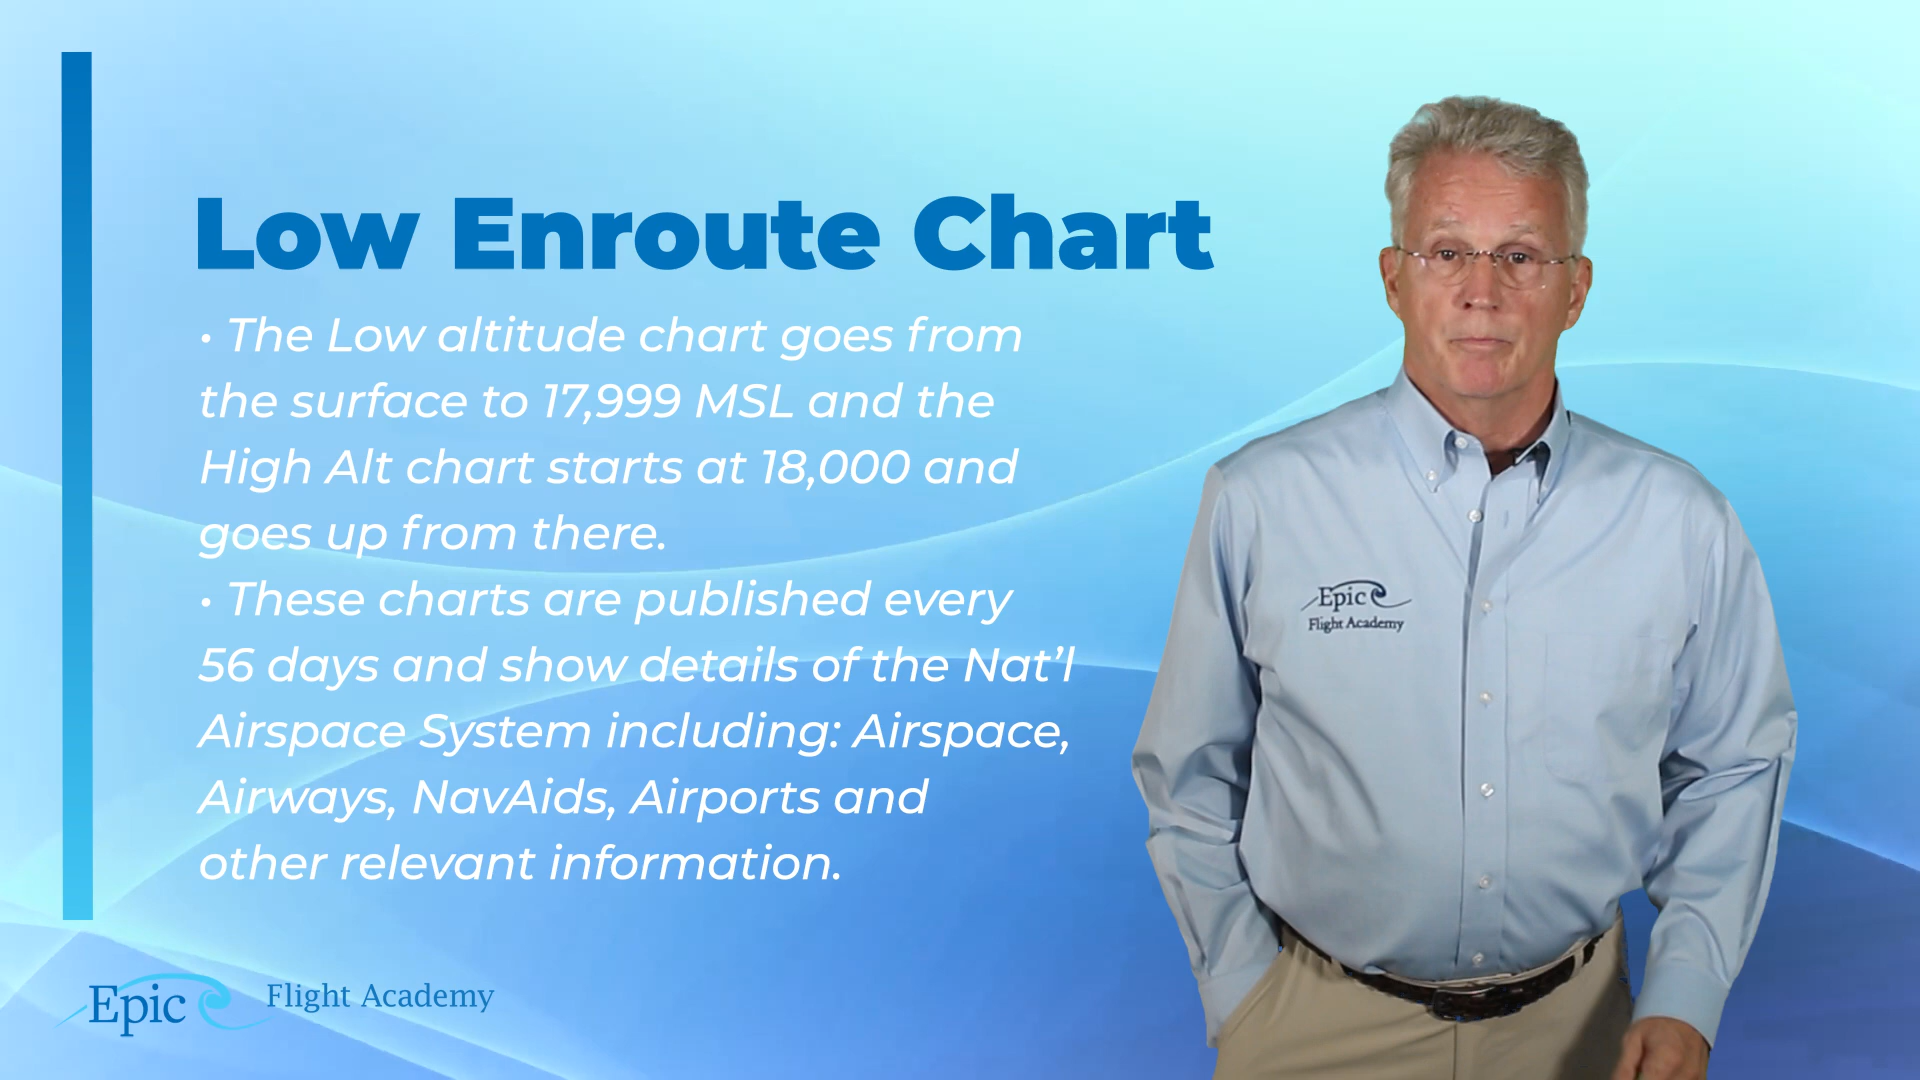 Low Enroute Chart
• The Low altitude chart goes from
the surface to 17,999 MSL and the
High Alt chart starts at 18,000 and
goes up from there.
• These charts are published every
56 days and show details of the Nat’l
Airspace System including: Airspace,
Airways, NavAids, Airports and
other relevant information.
Epic
Flight Academy
Epic Flight Academy